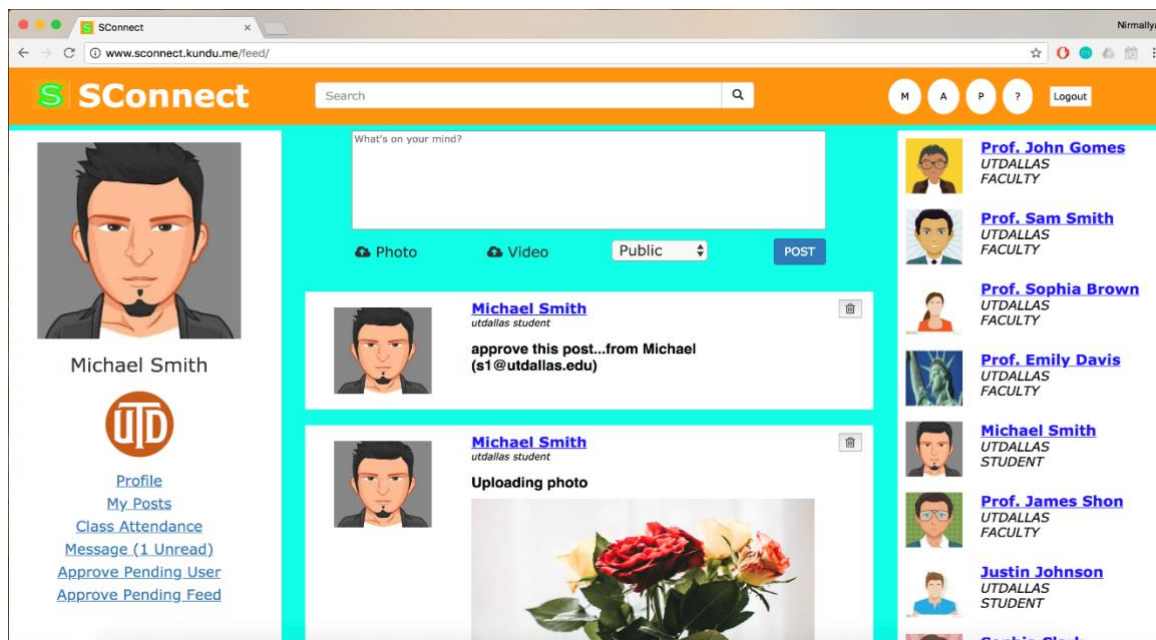 SConnect
Nirmallya
www.sconnect.kundu.me/feed/
S SConnect
Search
M A P ? Logout
Michael Smith
UTD
Profile
My Posts
Class Attendance
Message (1 Unread)
Approve Pending User
Approve Pending Feed
What's on your mind?
Photo Video Public POST
Michael Smith
utdallas student
approve this post...from Michael
(s1@utdallas.edu)
Michael Smith
utdallas student
Uploading photo
Prof. John Gomes
UTDALLAS
FACULTY
Prof. Sam Smith
UTDALLAS
FACULTY
Prof. Sophia Brown
UTDALLAS
FACULTY
Prof. Emily Davis
UTDALLAS
FACULTY
Michael Smith
UTDALLAS
STUDENT
Prof. James Shon
UTDALLAS
FACULTY
Justin Johnson
UTDALLAS
STUDENT